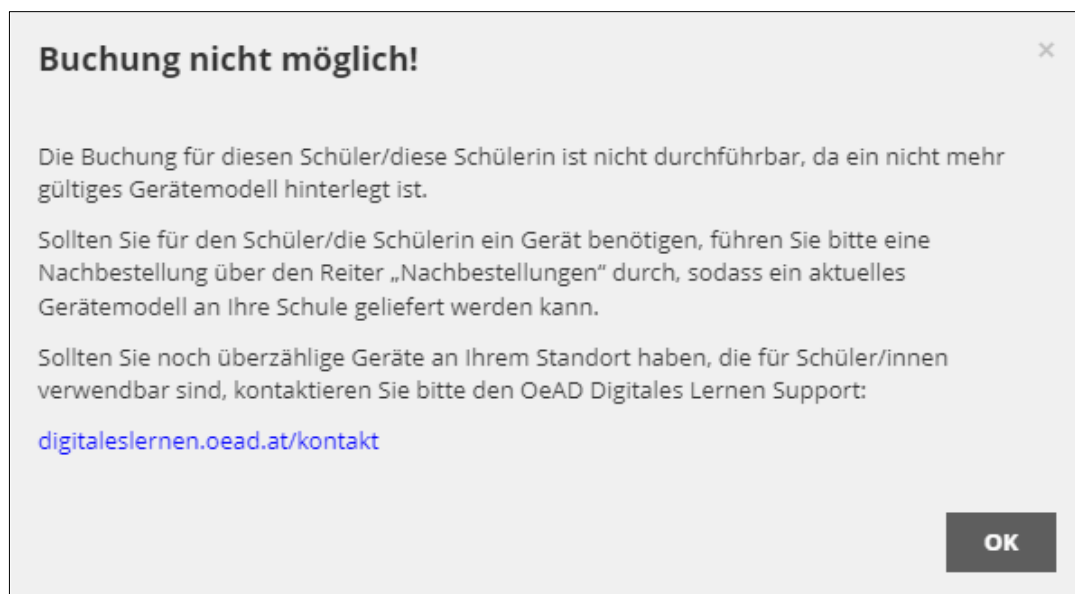 Buchung nicht möglich!
×
Die Buchung für diesen Schüler/diese Schülerin ist nicht durchführbar, da ein nicht mehr
gültiges Gerätemodell hinterlegt ist.
Sollten Sie für den Schüler/die Schülerin ein Gerät benötigen, führen Sie bitte eine
Nachbestellung über den Reiter „Nachbestellungen“ durch, sodass ein aktuelles
Gerätemodell an Ihre Schule geliefert werden kann.
Sollten Sie noch überzählige Geräte an Ihrem Standort haben, die für Schüler/innen
verwendbar sind, kontaktieren Sie bitte den OeAD Digitales Lernen Support:
digitaleslernen.oead.at/kontakt
OK